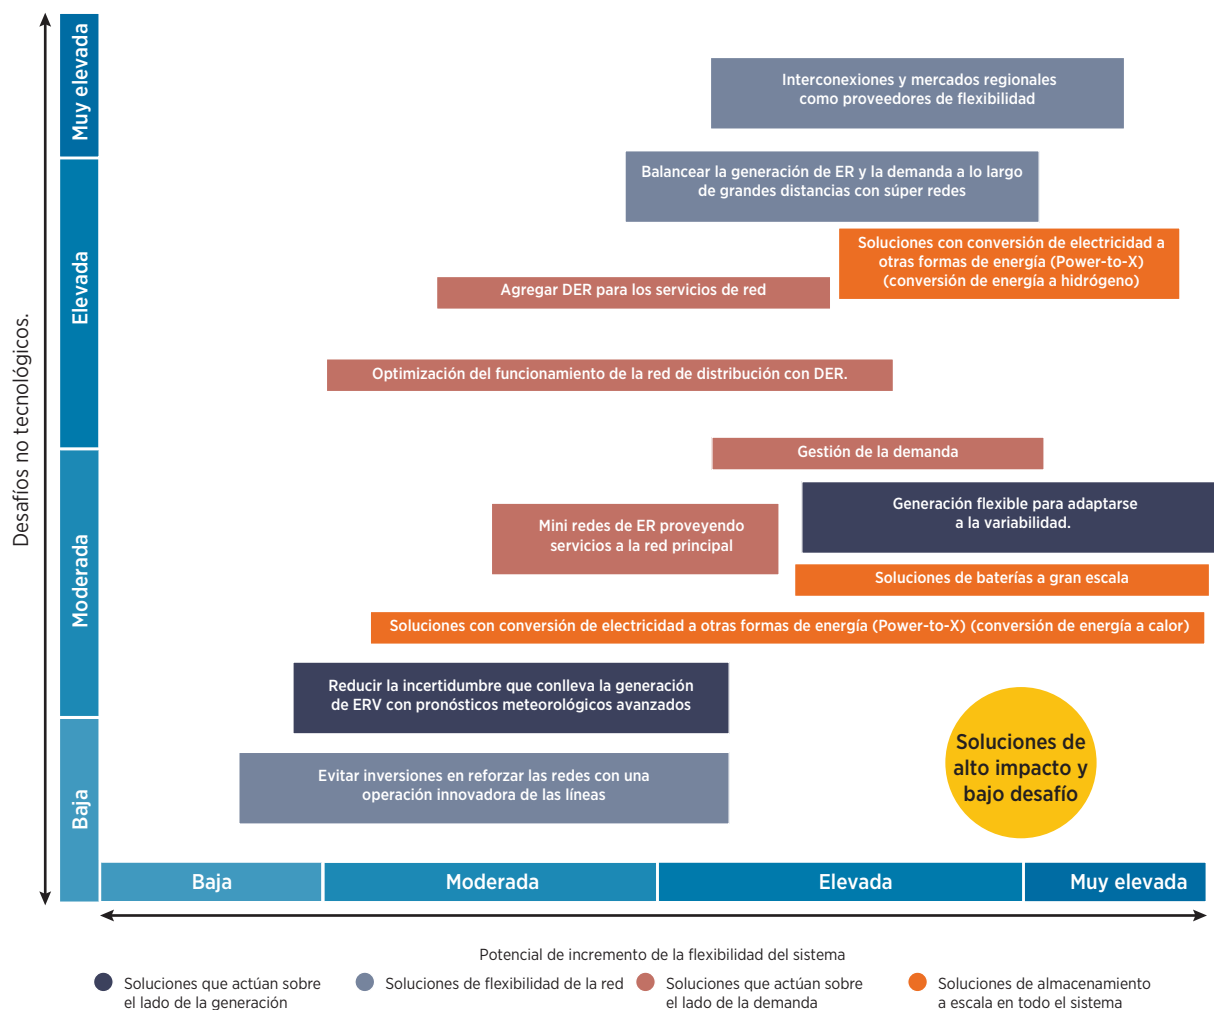 Desafíos no tecnológicos.
Muy elevada
Elevada
Moderada
Baja
Interconexiones y mercados regionales
como proveedores de flexibilidad
Balancear la generación de ER y la demanda a lo largo
de grandes distancias con súper redes
Soluciones con conversión de electricidad a
otras formas de energía (Power-to-X)
(conversión de energía a hidrógeno)
Agregar DER para los servicios de red
Optimización del funcionamiento de la red de distribución con DER.
Gestión de la demanda
Generación flexible para adaptarse
a la variabilidad.
Mini redes de ER proveyendo
servicios a la red principal
Soluciones de baterías a gran escala
Soluciones con conversión de electricidad a otras formas de energía (Power-to-X) (conversión de energía a calor)
Reducir la incertidumbre que conlleva la generación
de ERV con pronósticos meteorológicos avanzados
Evitar inversiones en reforzar las redes con una
operación innovadora de las líneas
Soluciones de
alto impacto y
bajo desafío
Baja
Moderada
Elevada
Muy elevada
Potencial de incremento de la flexibilidad del sistema
Soluciones que actúan sobre
el lado de la generación
Soluciones de flexibilidad de la red
Soluciones que actúan sobre
el lado de la demanda
Soluciones de almacenamiento
a escala en todo el sistema